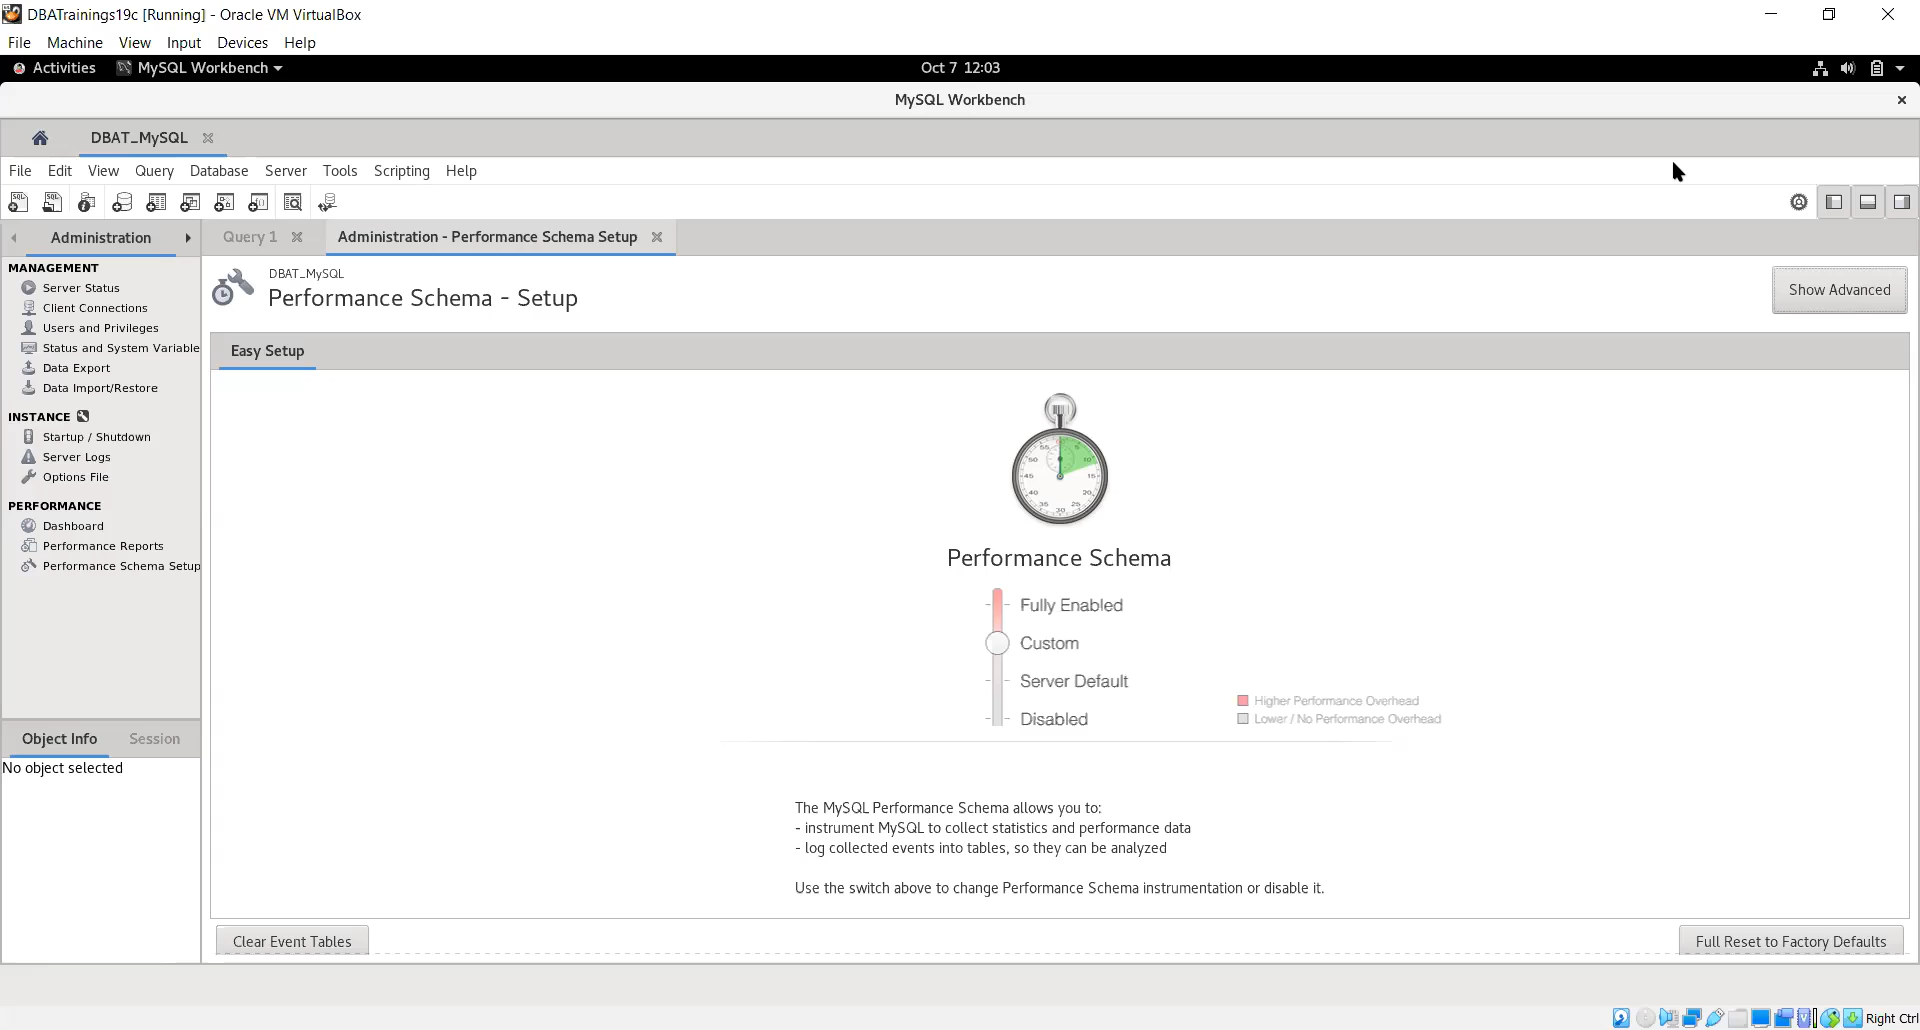 DBATrainings19c [Running] - Oracle VM VirtualBox
File Machine View Input Devices Help
Activities MySQL Workbench Oct 7 12:03
MySQL Workbench
DBAT_MySQL
File Edit View Query Database Server Tools Scripting Help
Administration
Query 1
Administration - Performance Schema Setup
MANAGEMENT
Server Status
Client Connections
Users and Privileges
Status and System Variable
Data Export
Data Import/Restore
INSTANCE
Startup / Shutdown
Server Logs
Options File
PERFORMANCE
Dashboard
Performance Reports
Performance Schema Setup
Object Info Session
No object selected
DBAT_MySQL
Performance Schema - Setup
Show Advanced
Easy Setup
Performance Schema
Fully Enabled
Custom
Server Default
Disabled
Higher Performance Overhead
Lower / No Performance Overhead
The MySQL Performance Schema allows you to:
- instrument MySQL to collect statistics and performance data
- log collected events into tables, so they can be analyzed
Use the switch above to change Performance Schema instrumentation or disable it.
Clear Event Tables
Full Reset to Factory Defaults
Right Ctrl